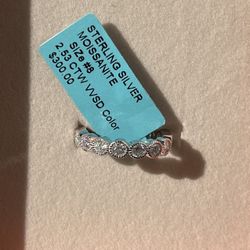 STERLING SILVER
MOISSANITE
Size #8
2.53 CTW VVSD Color
$300.00